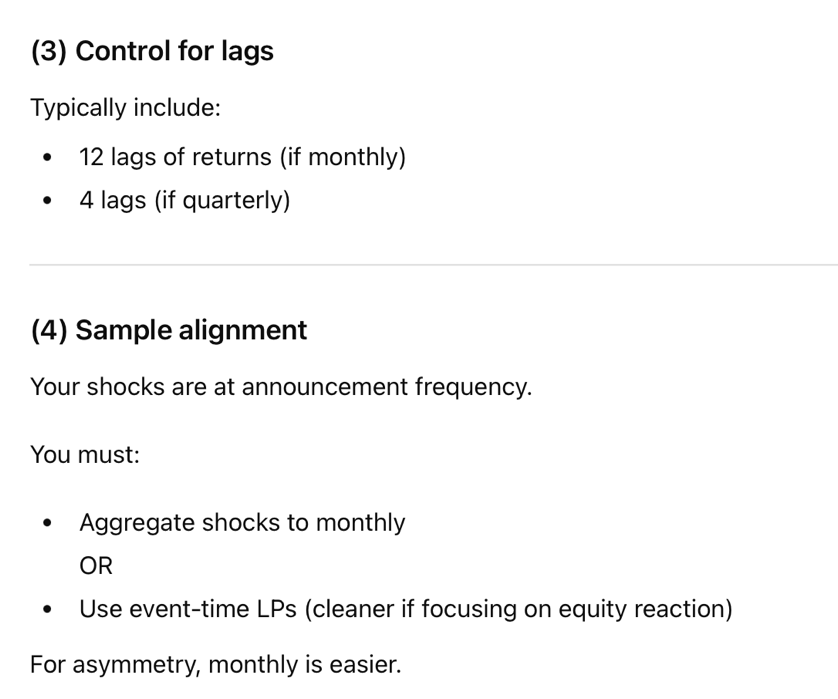 (3) Control for lags
Typically include:
• 12 lags of returns (if monthly)
• 4 lags (if quarterly)
(4) Sample alignment
Your shocks are at announcement frequency.
You must:
• Aggregate shocks to monthly
OR
• Use event-time LPs (cleaner if focusing on equity reaction)
For asymmetry, monthly is easier.